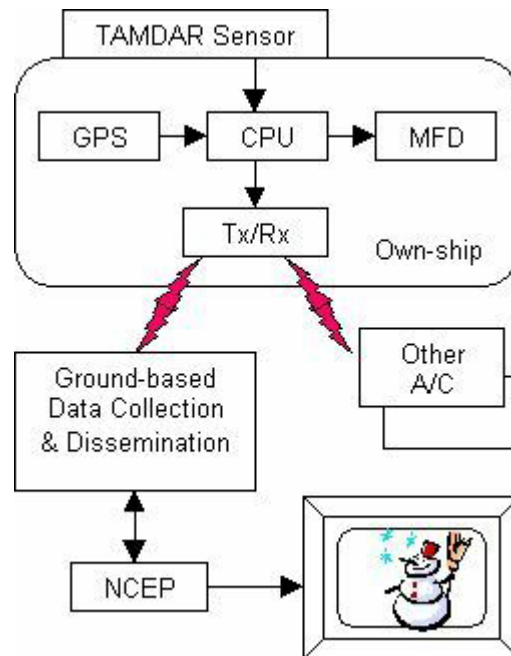 TAMDAR Sensor
GPS
CPU
MFD
Tx/Rx
Own-ship
Ground-based
Data Collection
& Dissemination
Other
A/C
NCEP